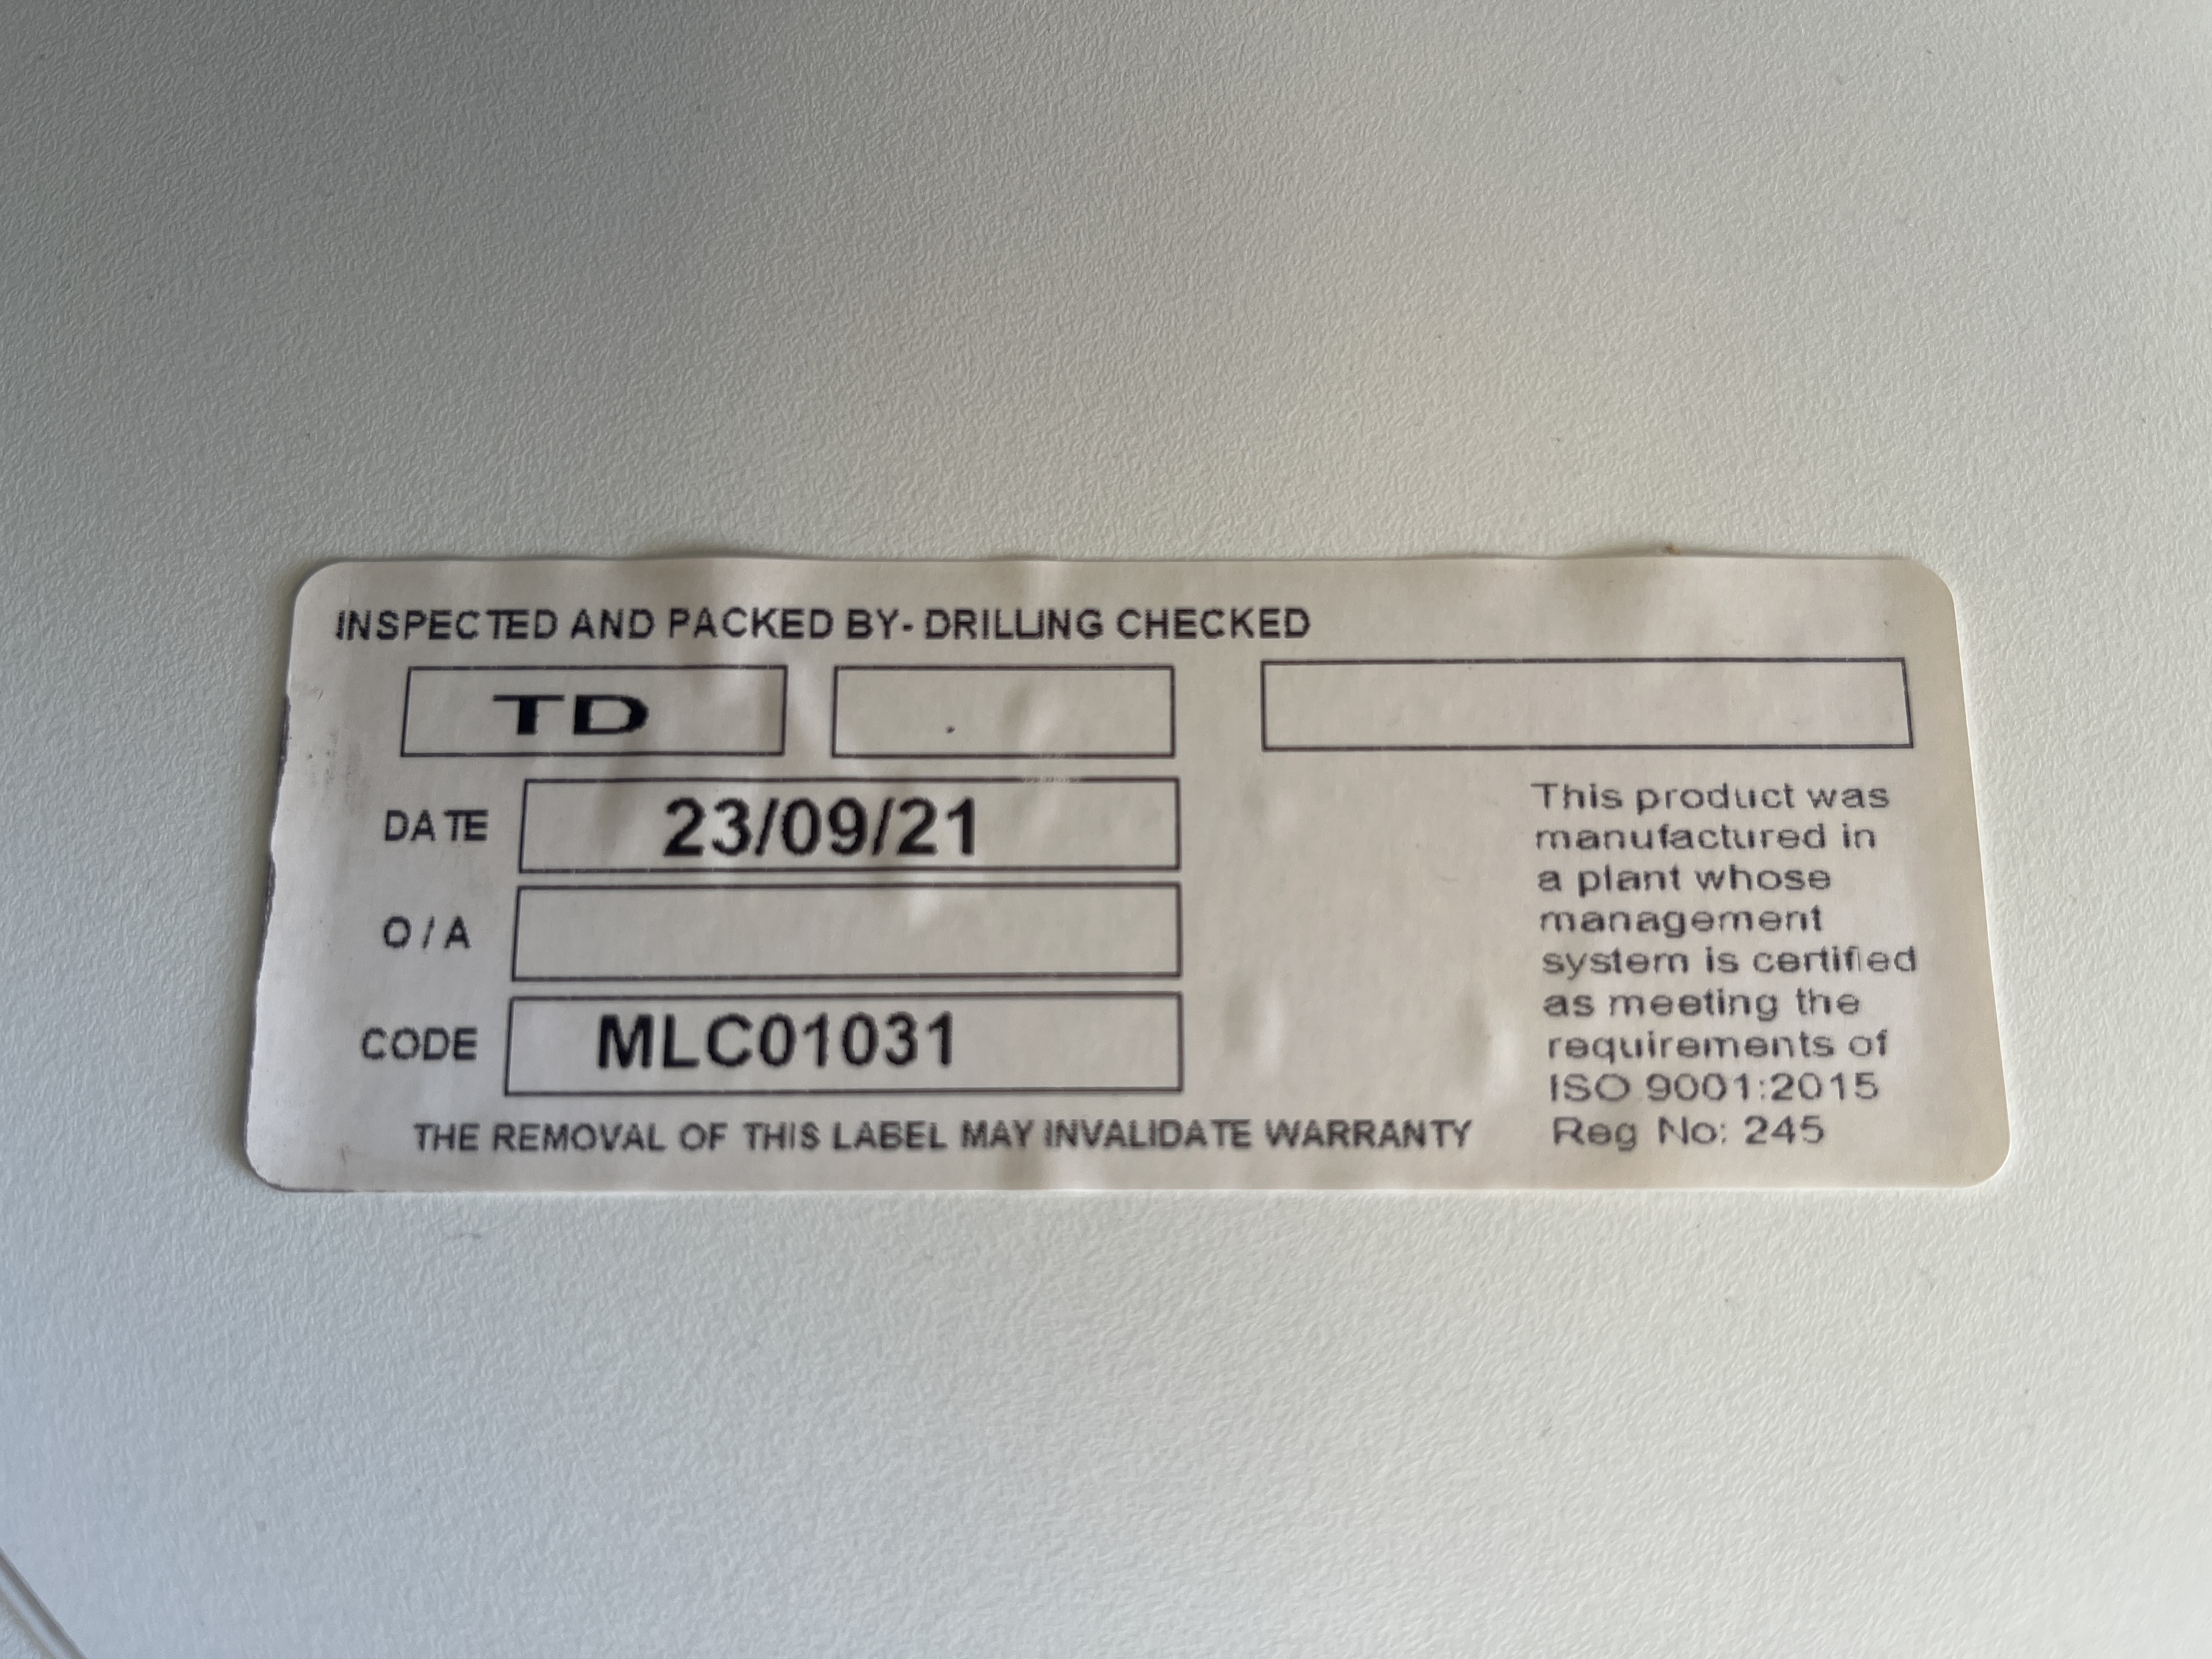 INSPECTED AND PACKED BY- DRILLING CHECKED
TD
DATE 23/09/21
O / A
CODE MLC01031
THE REMOVAL OF THIS LABEL MAY INVALIDATE WARRANTY
This product was
manufactured in
a plant whose
management
system is certified
as meeting the
requirements of
ISO 9001:2015
Reg No: 245